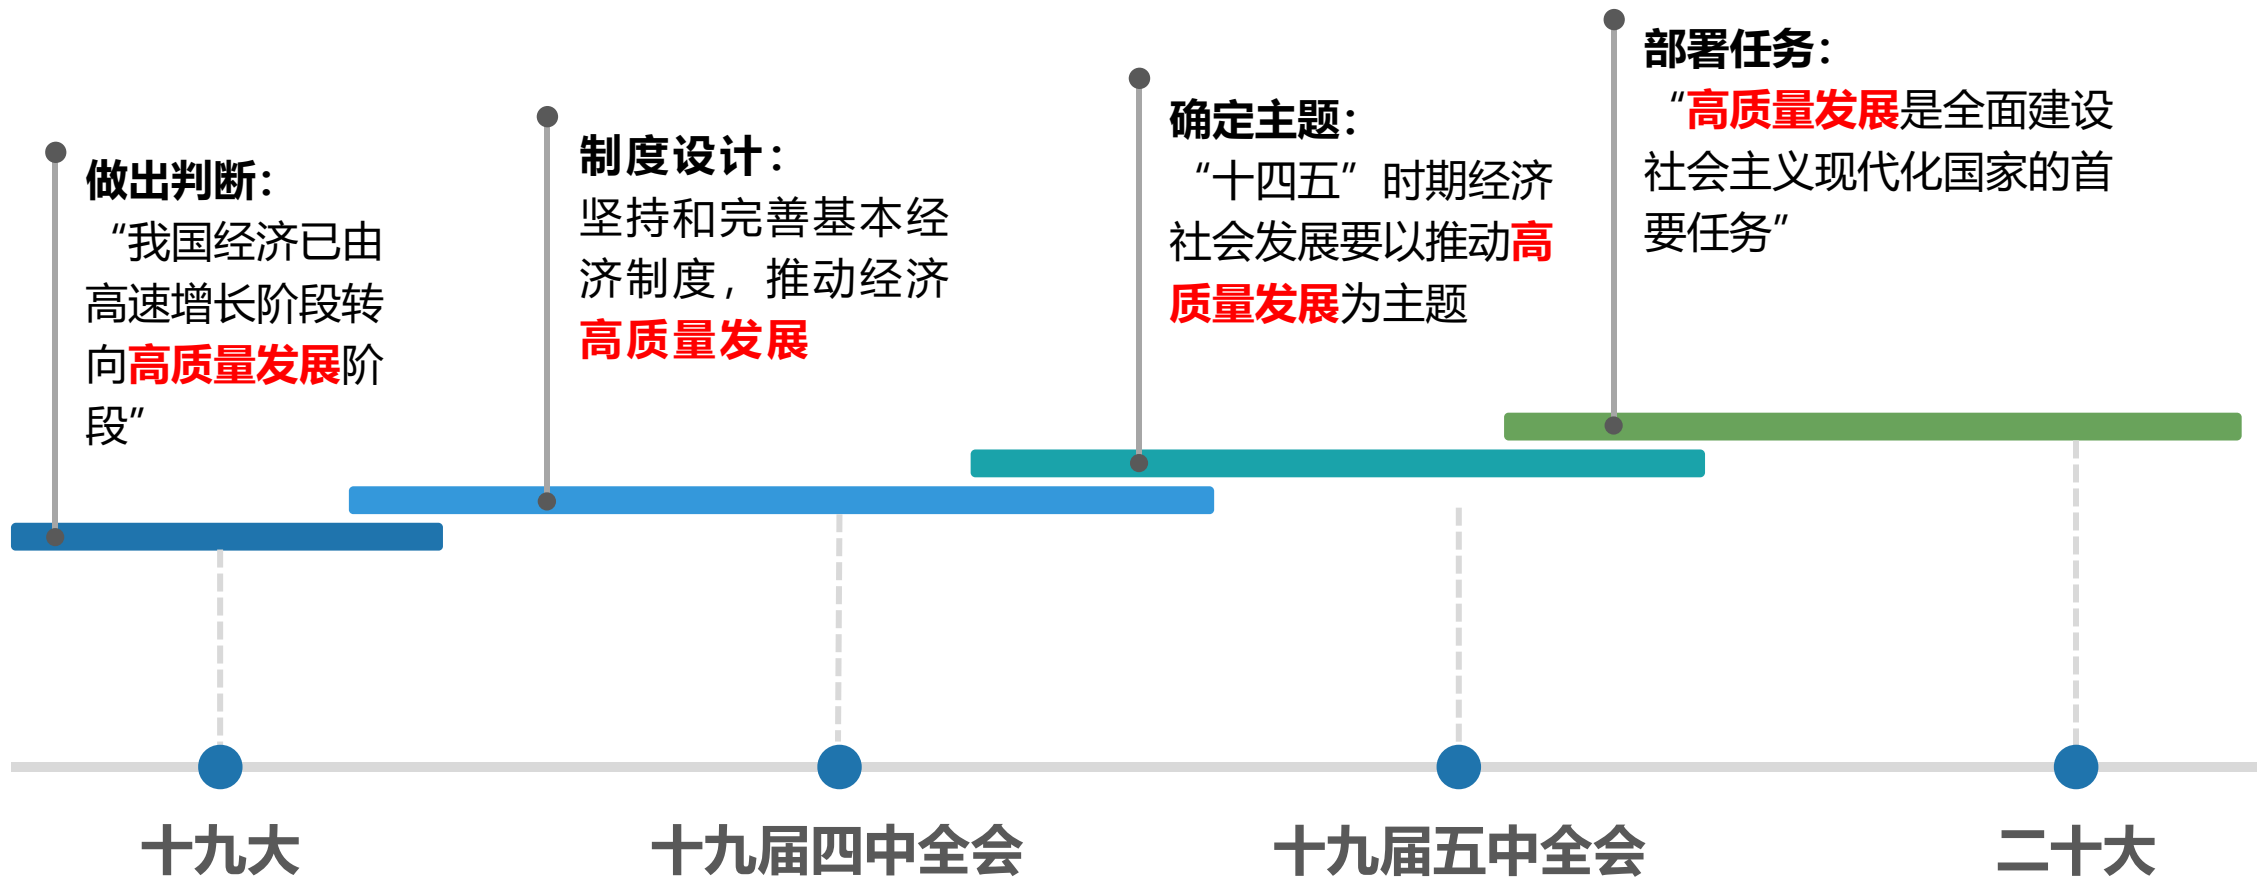 做出判断：
“我国经济已由
高速增长阶段转
向高质量发展阶
段”
制度设计：
坚持和完善基本经
济制度，推动经济
高质量发展
确定主题：
“十四五”时期经济
社会发展要以推动高
质量发展为主题
部署任务：
“高质量发展是全面建设
社会主义现代化国家的首
要任务”
十九大
十九届四中全会
十九届五中全会
二十大